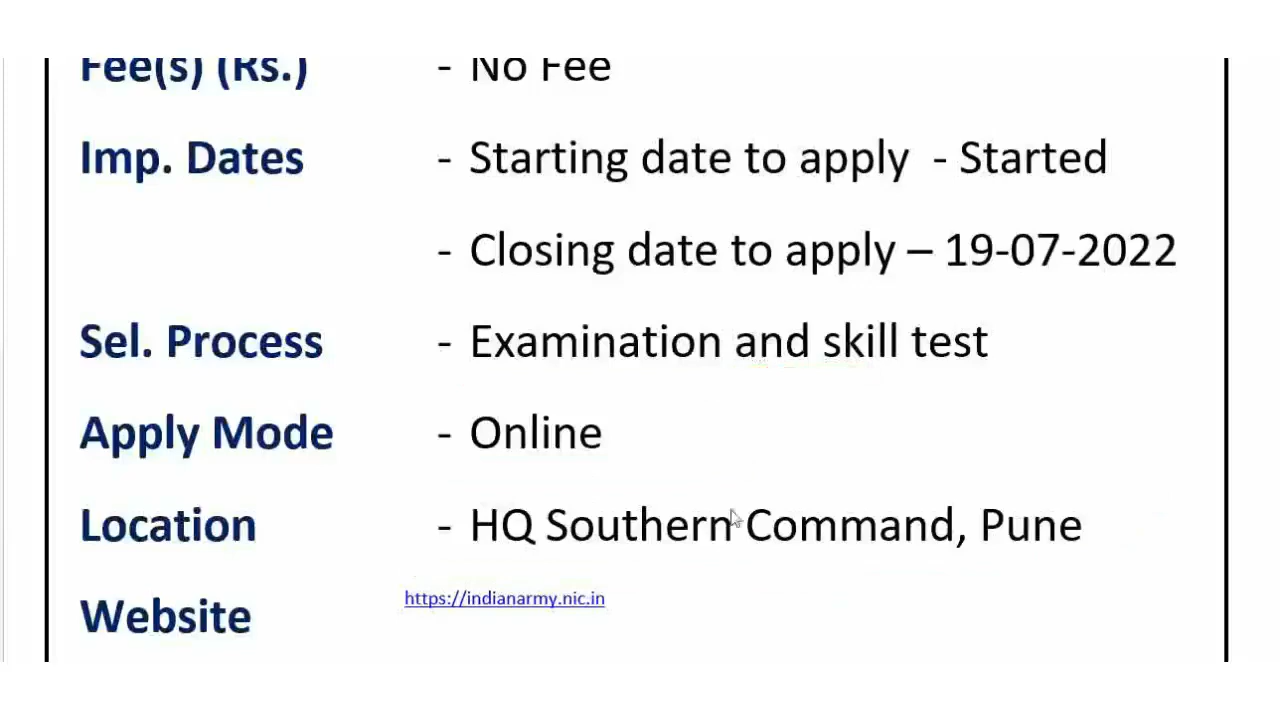 Fee(s) (Rs.) - No Fee
Imp. Dates - Starting date to apply - Started
- Closing date to apply – 19-07-2022
Sel. Process - Examination and skill test
Apply Mode - Online
Location - HQ Southern Command, Pune
Website https://indianarmy.nic.in